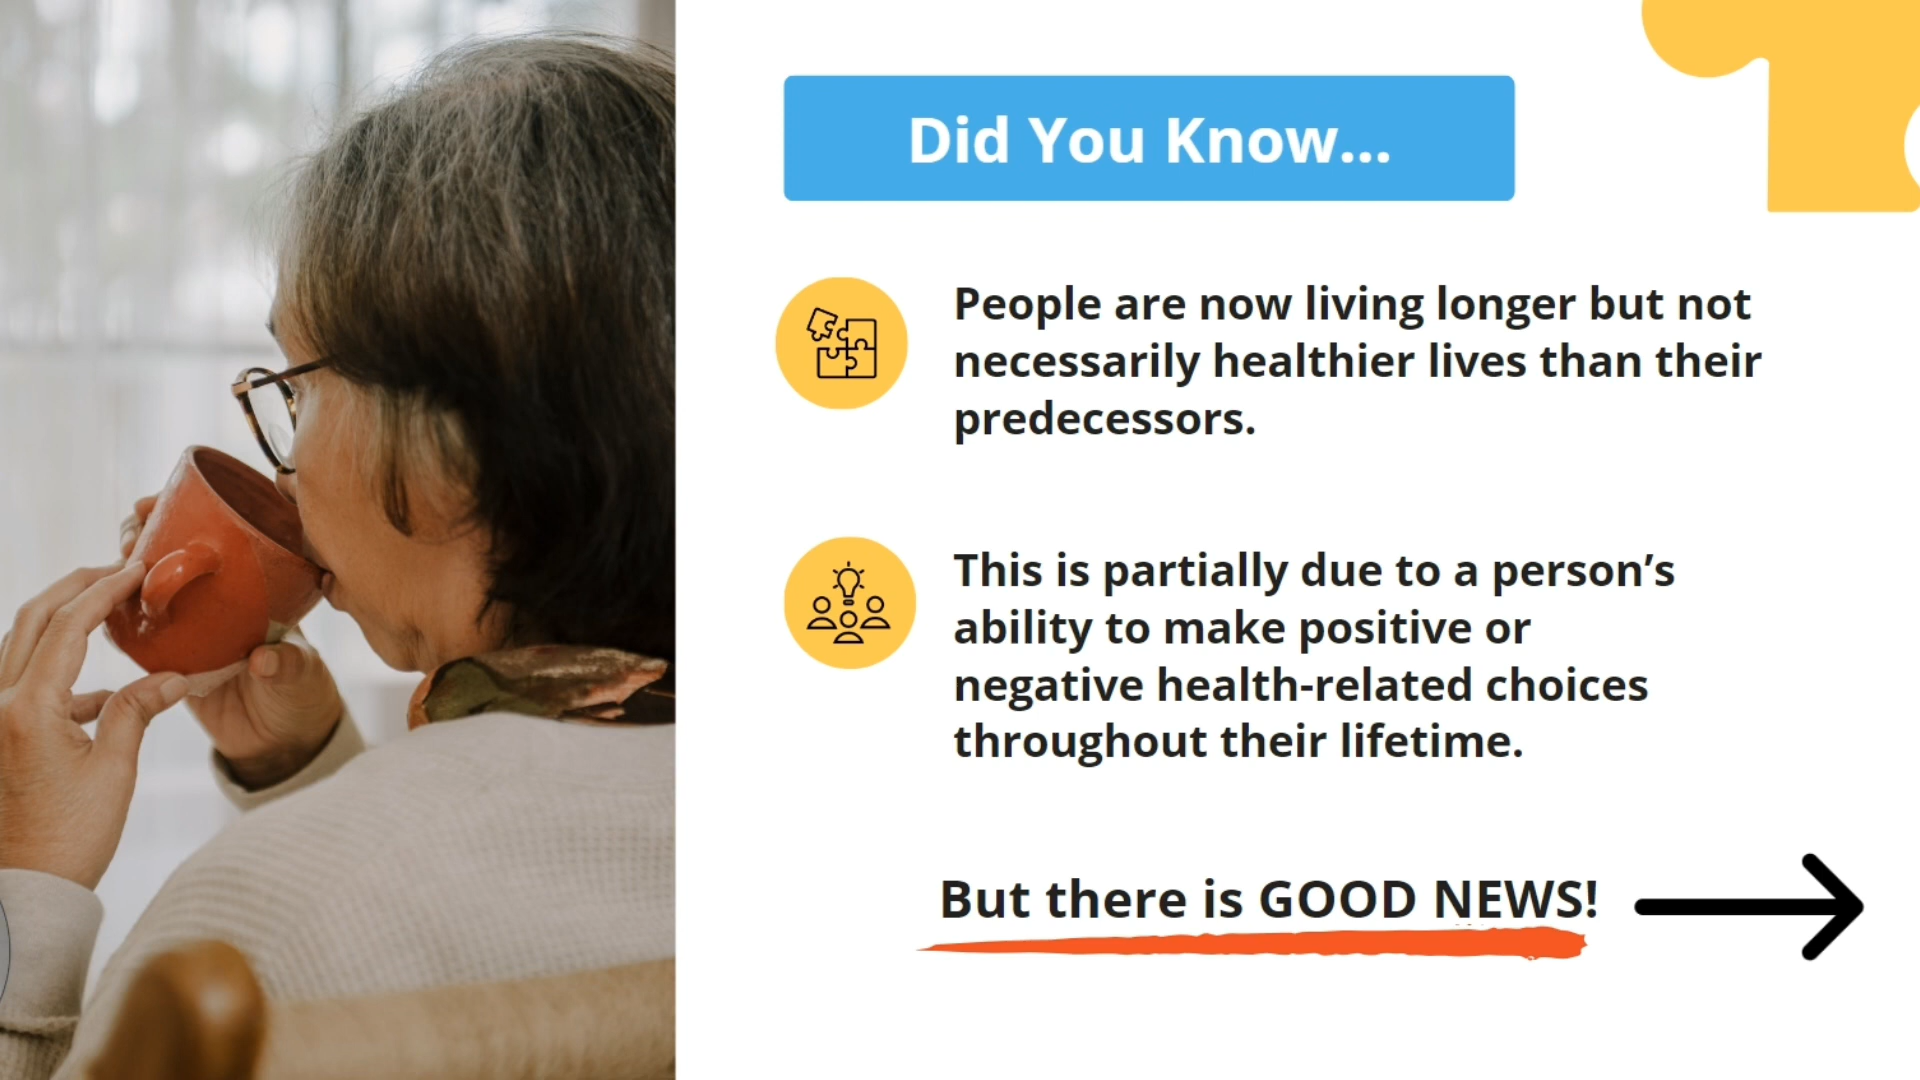 Did You Know...
People are now living longer but not
necessarily healthier lives than their
predecessors.
This is partially due to a person’s
ability to make positive or
negative health-related choices
throughout their lifetime.
But there is GOOD NEWS!